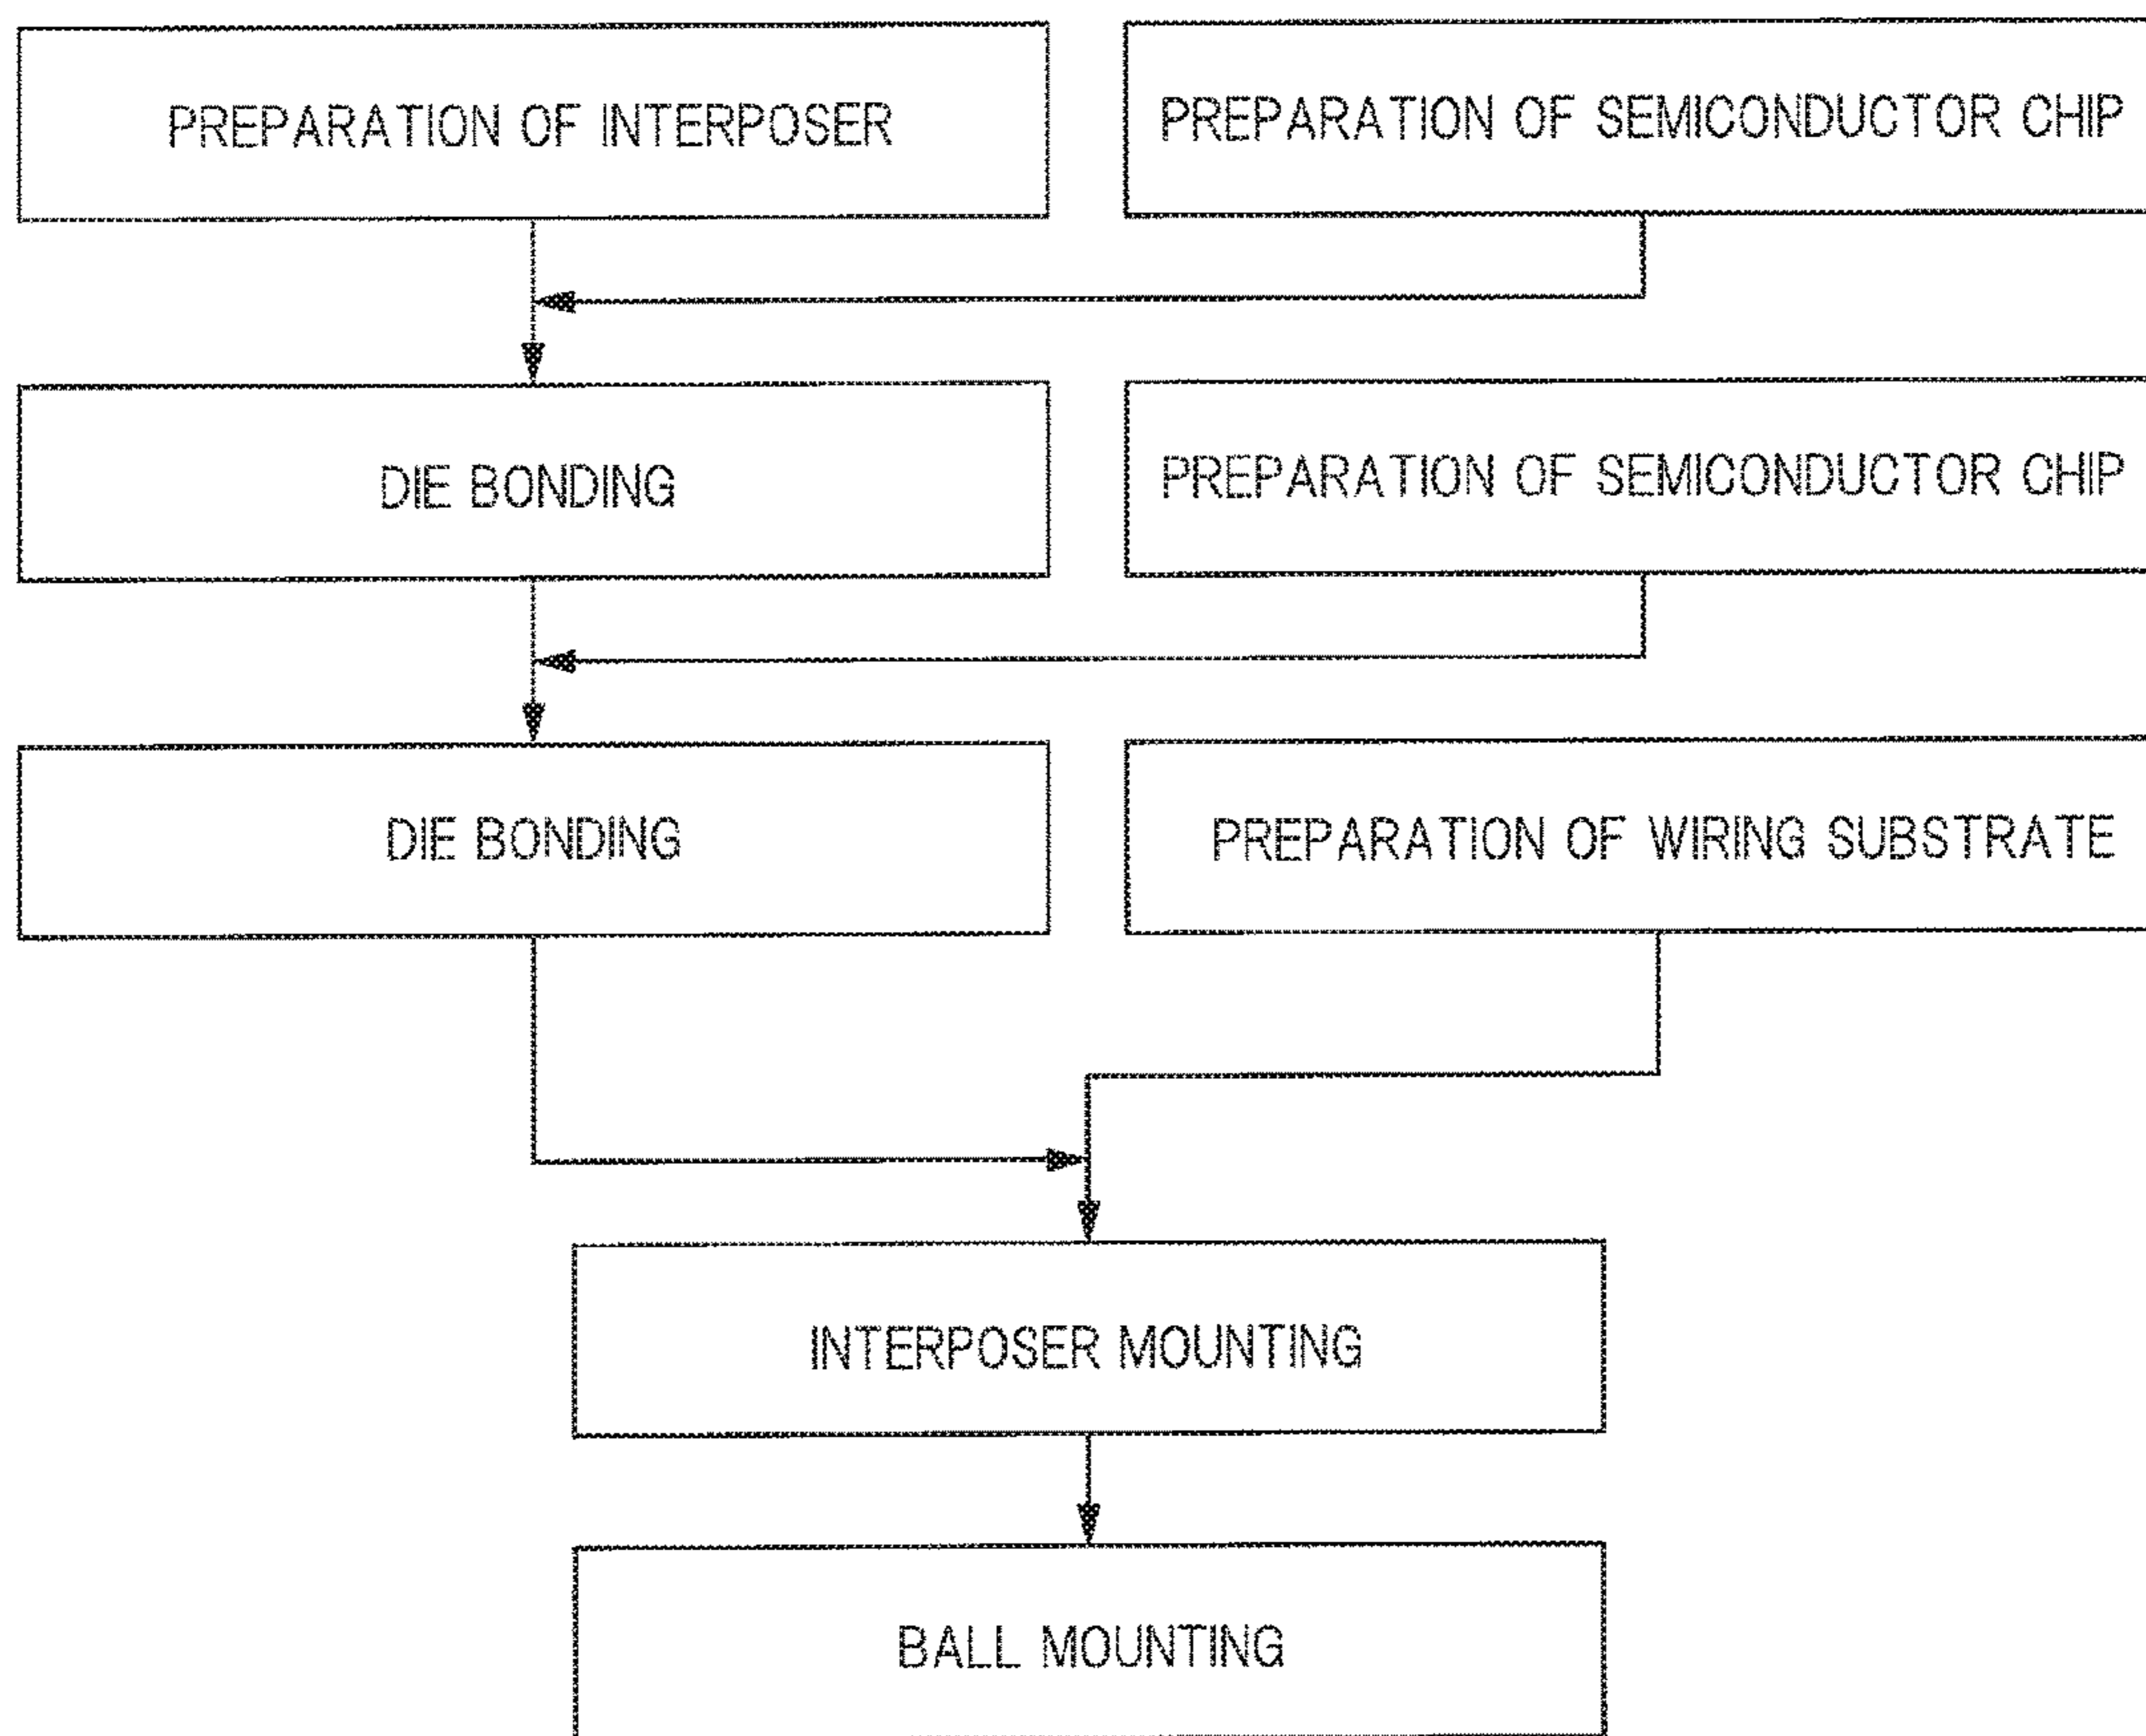 PREPARATION OF INTERPOSER
PREPARATION OF SEMICONDUCTOR CHIP
DIE BONDING
PREPARATION OF SEMICONDUCTOR CHIP
DIE BONDING
PREPARATION OF WIRING SUBSTRATE
INTERPOSER MOUNTING
BALL MOUNTING